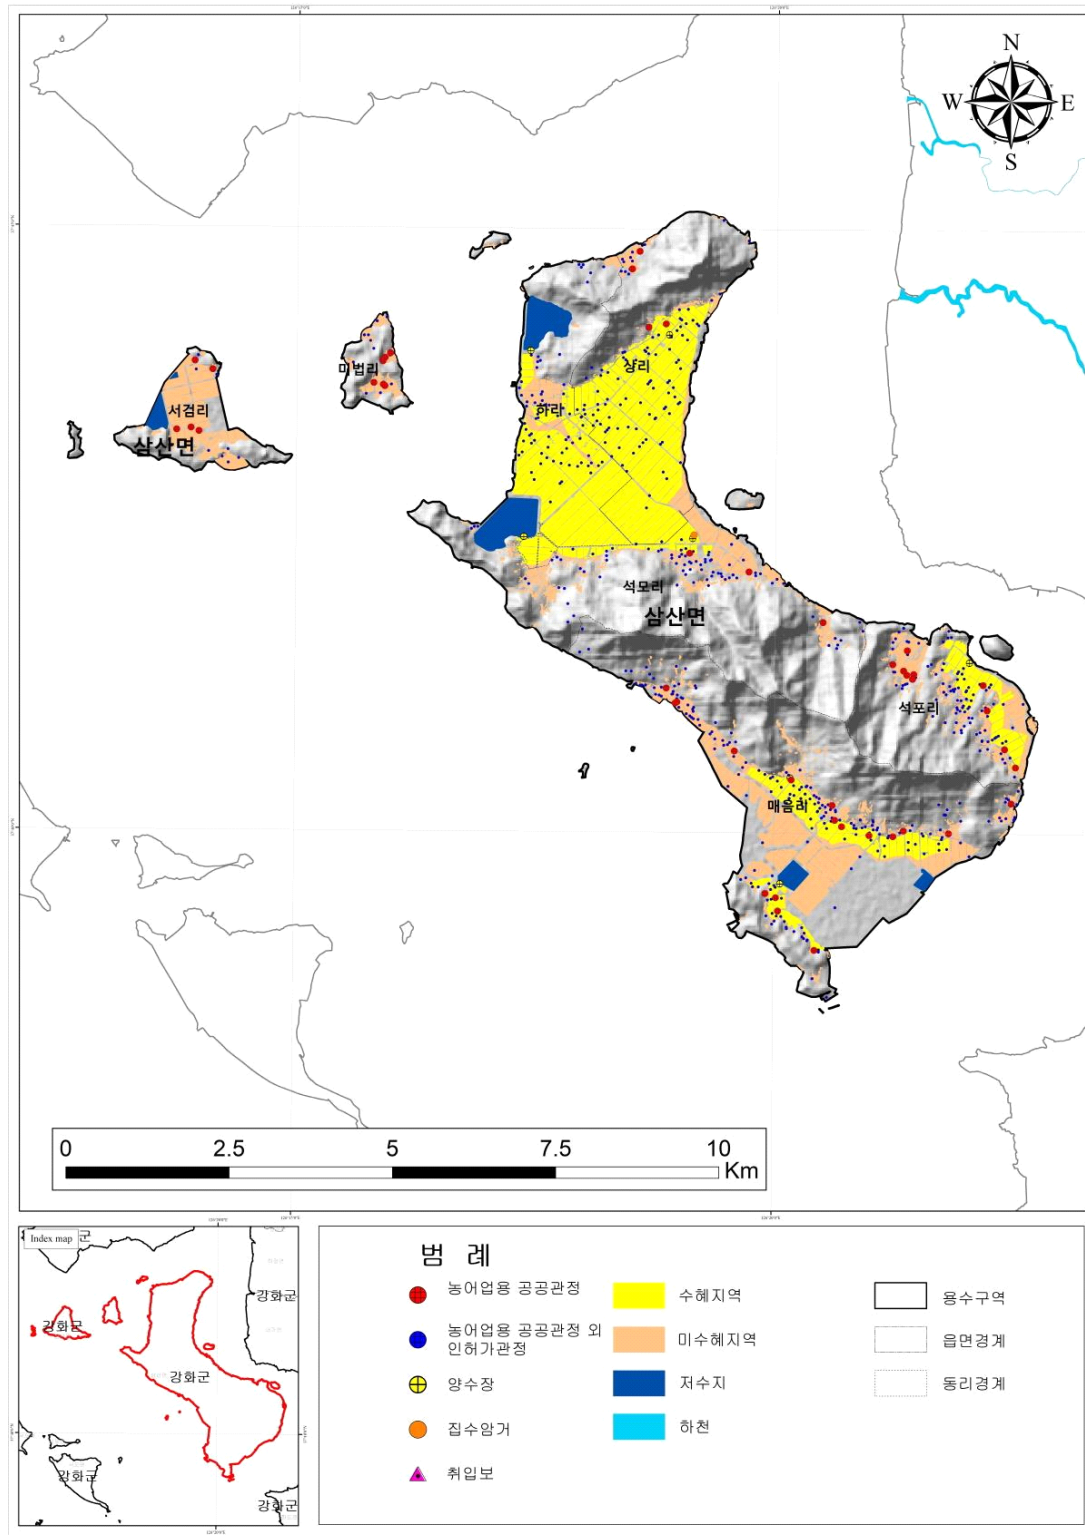 N
W
E
S
상리
미법리
하리
서검리
삼산면
석모리
삼산면
석포리
매음리
0
2.5
5
7.5
10
Km
Index map
군
강화군
강화군
강화군
강화군
강화군
범 례
농어업용 공공관정
농어업용 공공관정 외
인허가관정
양수장
집수암거
취입보
수혜지역
미수혜지역
저수지
하천
용수구역
읍면경계
동리경계